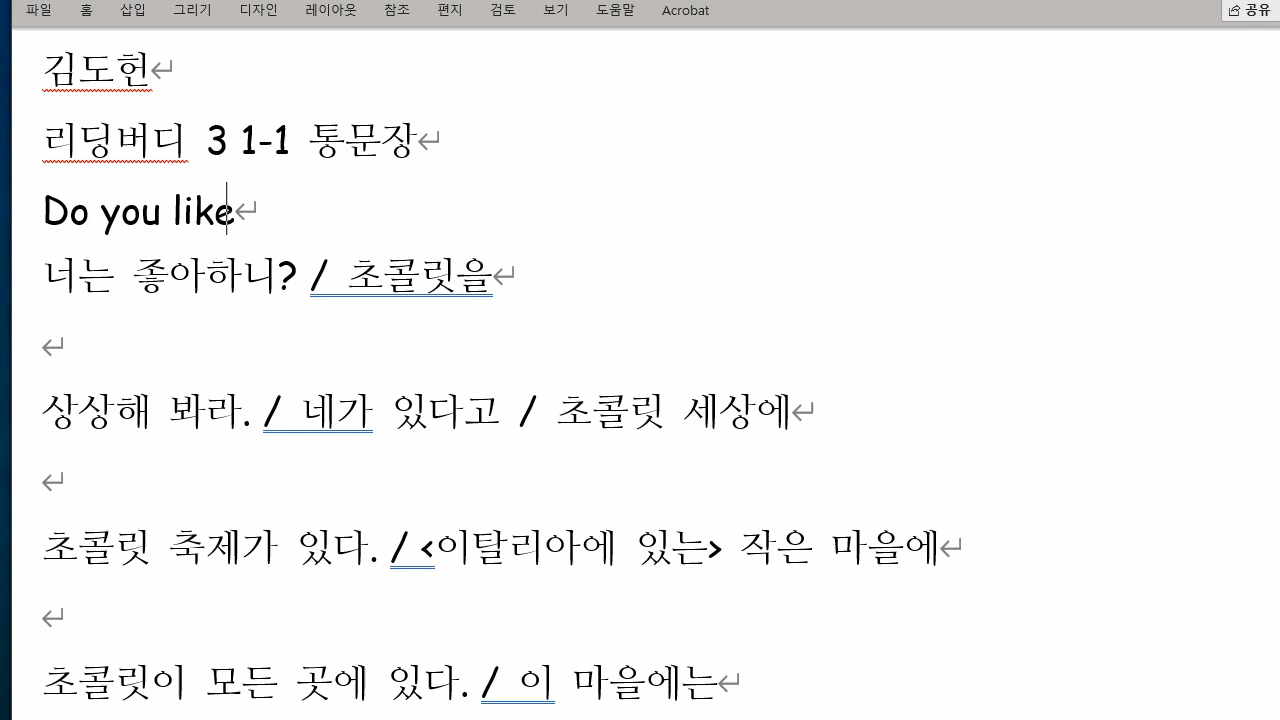 파일 홈 삽입 그리기 디자인 레이아웃 참조 편지 검토 보기 도움말 Acrobat 공유
김도헌
리딩버디 3 1-1 통문장
Do you like
너는 좋아하니? / 초콜릿을
상상해 봐라. / 네가 있다고 / 초콜릿 세상에
초콜릿 축제가 있다. / <이탈리아에 있는> 작은 마을에
초콜릿이 모든 곳에 있다. / 이 마을에는